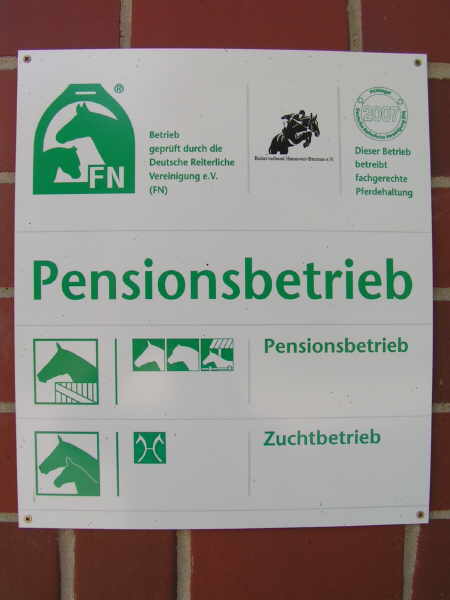 FN
®
Betrieb
geprüft durch die
Deutsche Reiterliche
Vereinigung e.V.
(FN)
2007
Dieser Betrieb
betreibt
fachgerechte
Pferdehaltung
Pensionsbetrieb
Pensionsbetrieb
Zuchtbetrieb